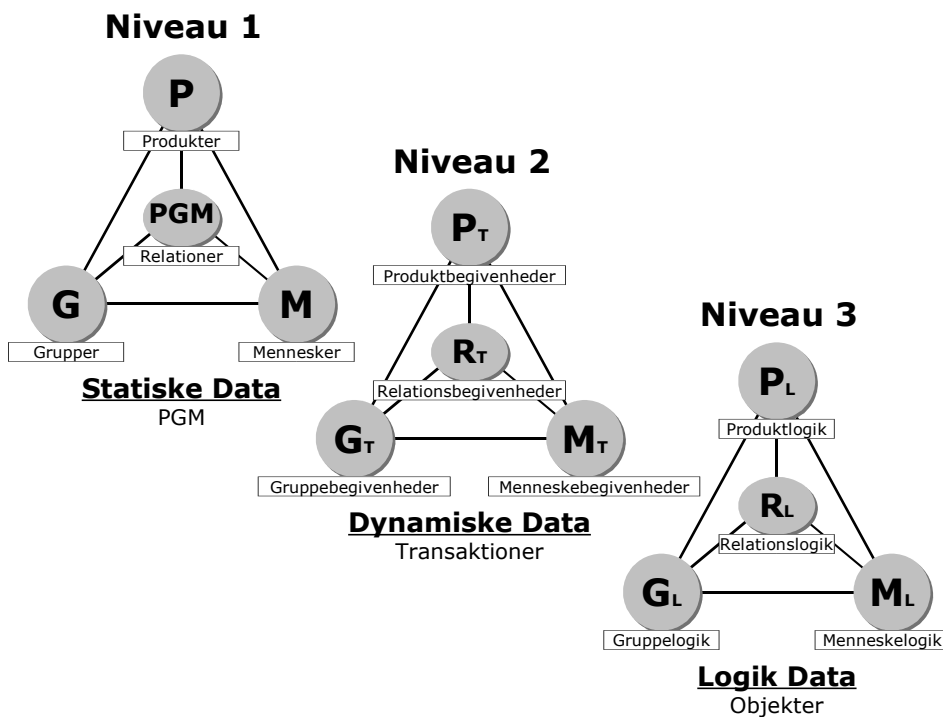 Niveau 1
P
Produkter
PGM
Relationer
G
Grupper
M
Mennesker
Statiske Data
PGM
Niveau 2
PT
Produktbegivenheder
RT
Relationsbegivenheder
GT
Gruppebegivenheder
MT
Menneskebegivenheder
Dynamiske Data
Transaktioner
Niveau 3
PL
Produktlogik
RL
Relationslogik
GL
Gruppelogik
ML
Menneskelogik
Logik Data
Objekter